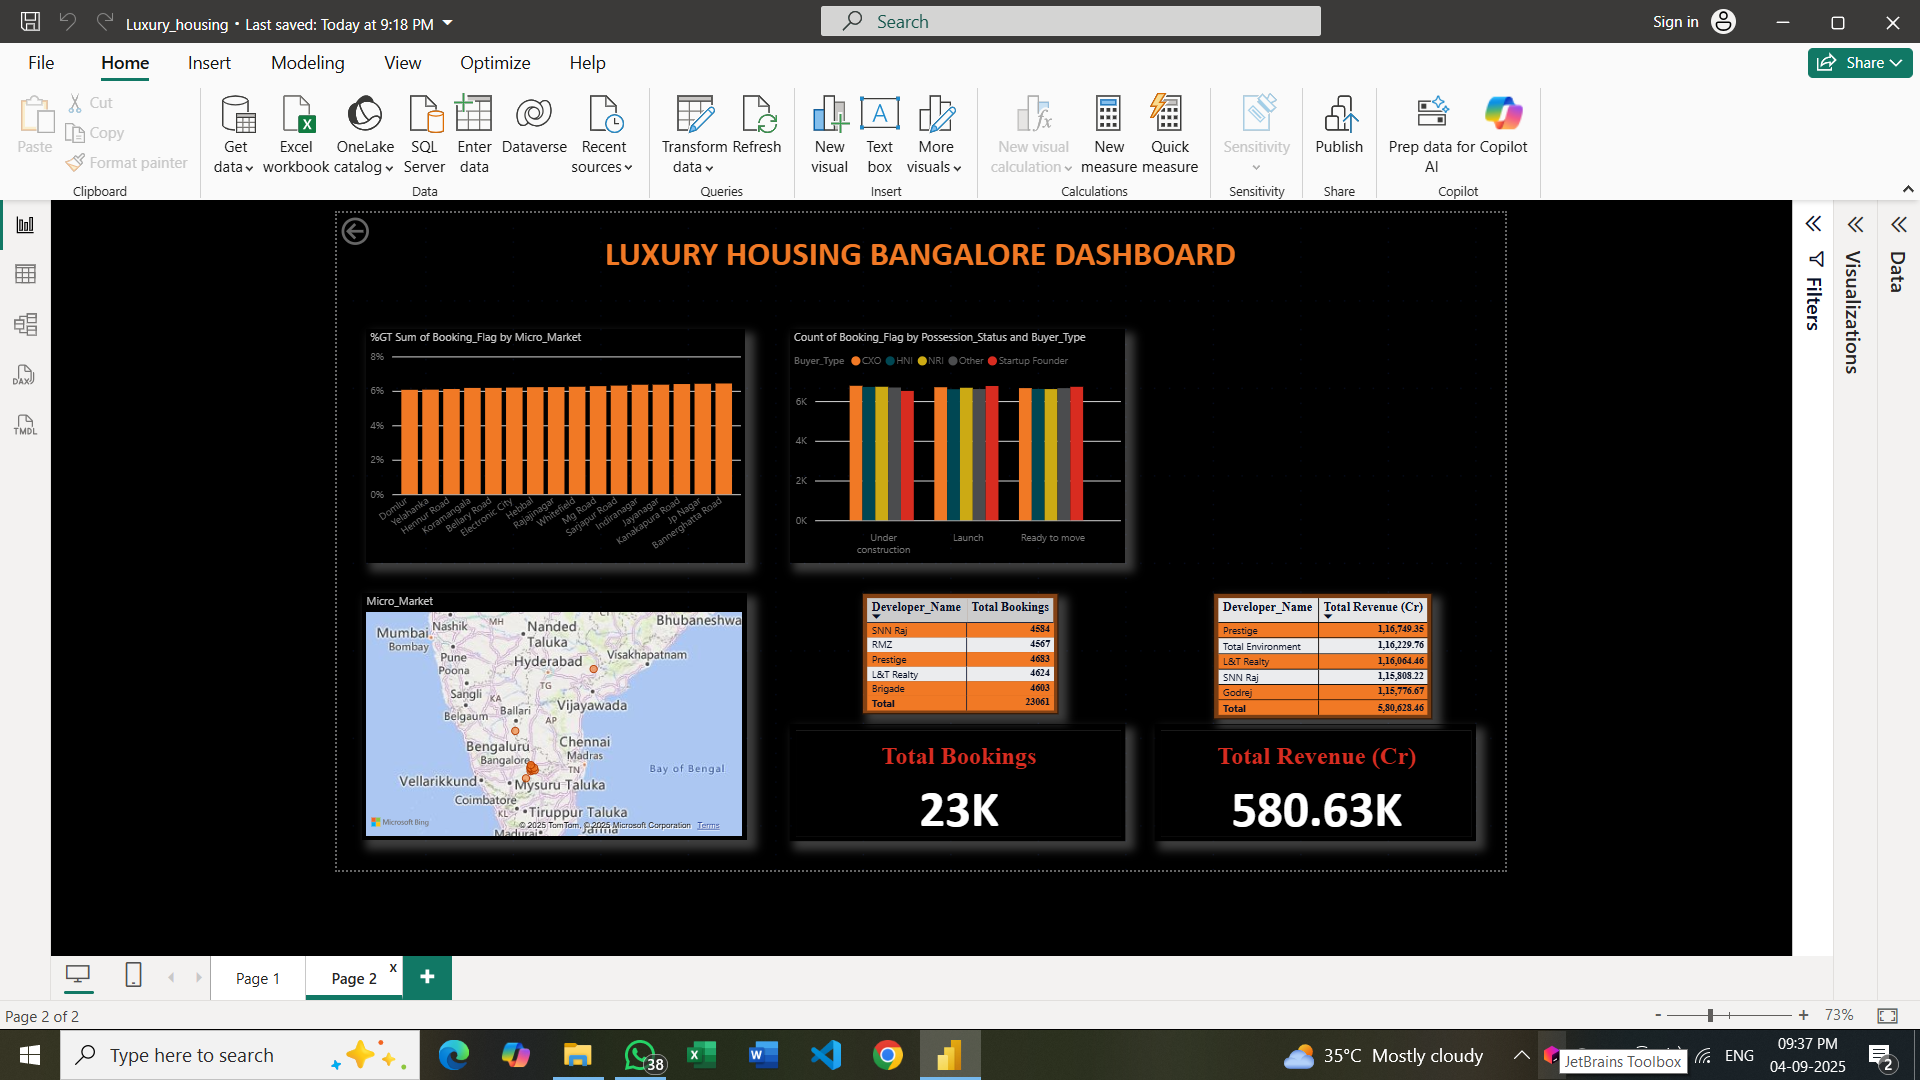 Luxury_housing • Last saved: Today at 9:18 PM
Search
Sign in
File Home Insert Modeling View Optimize Help
Share
Paste
Cut
Copy
Format painter
Clipboard
Get data
Excel workbook
OneLake catalog
SQL Server
Enter data
Dataverse
Recent sources
Data
Transform data
Refresh
Queries
New visual
Text box
More visuals
Insert
New visual calculation
New measure
Quick measure
Calculations
Sensitivity
Sensitivity
Publish
Share
Prep data for AI
Copilot
Copilot
DAX
TMDL
LUXURY HOUSING BANGALORE DASHBOARD
%GT Sum of Booking_Flag by Micro_Market
8%
6%
4%
2%
0%
Domlur
Yelahanka
Hennur Road
Koramangala
Bellary Road
Electronic City
Hebbal
Rajajinagar
Whitefield
Mg Road
Sarjapur Road
Indiranagar
Jayanagar
Kanakapura Road
Jp Nagar
Bannerghatta Road
Count of Booking_Flag by Possession_Status and Buyer_Type
Buyer_Type CXO HNI NRI Other Startup Founder
6K
4K
2K
0K
Under construction
Launch
Ready to move
Micro_Market
Mumbai
Bombay
Nashik
MH
Nanded
Taluka
CT
Bhubaneshwa
Pune
Poona
Hyderabad
Visakhapatnam
Sangli
KA
TG
Belgaum
Ballari
AP
Vijayawada
Bengaluru
Bangalore
Chennai
Madras
TN
Bay of Bengal
Vellarikkund
Mysuru Taluka
Coimbatore
KL
Tiruppur Taluka
Madurai
Jaffna
Microsoft Bing
© 2025 TomTom, © 2025 Microsoft Corporation Terms
Developer_Name Total Bookings
SNN Raj 4584
RMZ 4567
Prestige 4683
L&T Realty 4624
Brigade 4603
Total 23061
Developer_Name Total Revenue (Cr)
Prestige 1,16,749.35
Total Environment 1,16,229.76
L&T Realty 1,16,064.46
SNN Raj 1,15,808.22
Godrej 1,15,776.67
Total 5,80,628.46
Total Bookings
23K
Total Revenue (Cr)
580.63K
Filters
Visualizations
Data
Page 1
Page 2
x
+
Page 2 of 2
- + 73%
Type here to search
38
35°C Mostly cloudy
JetBrains Toolbox
ENG
09:37 PM
04-09-2025
2